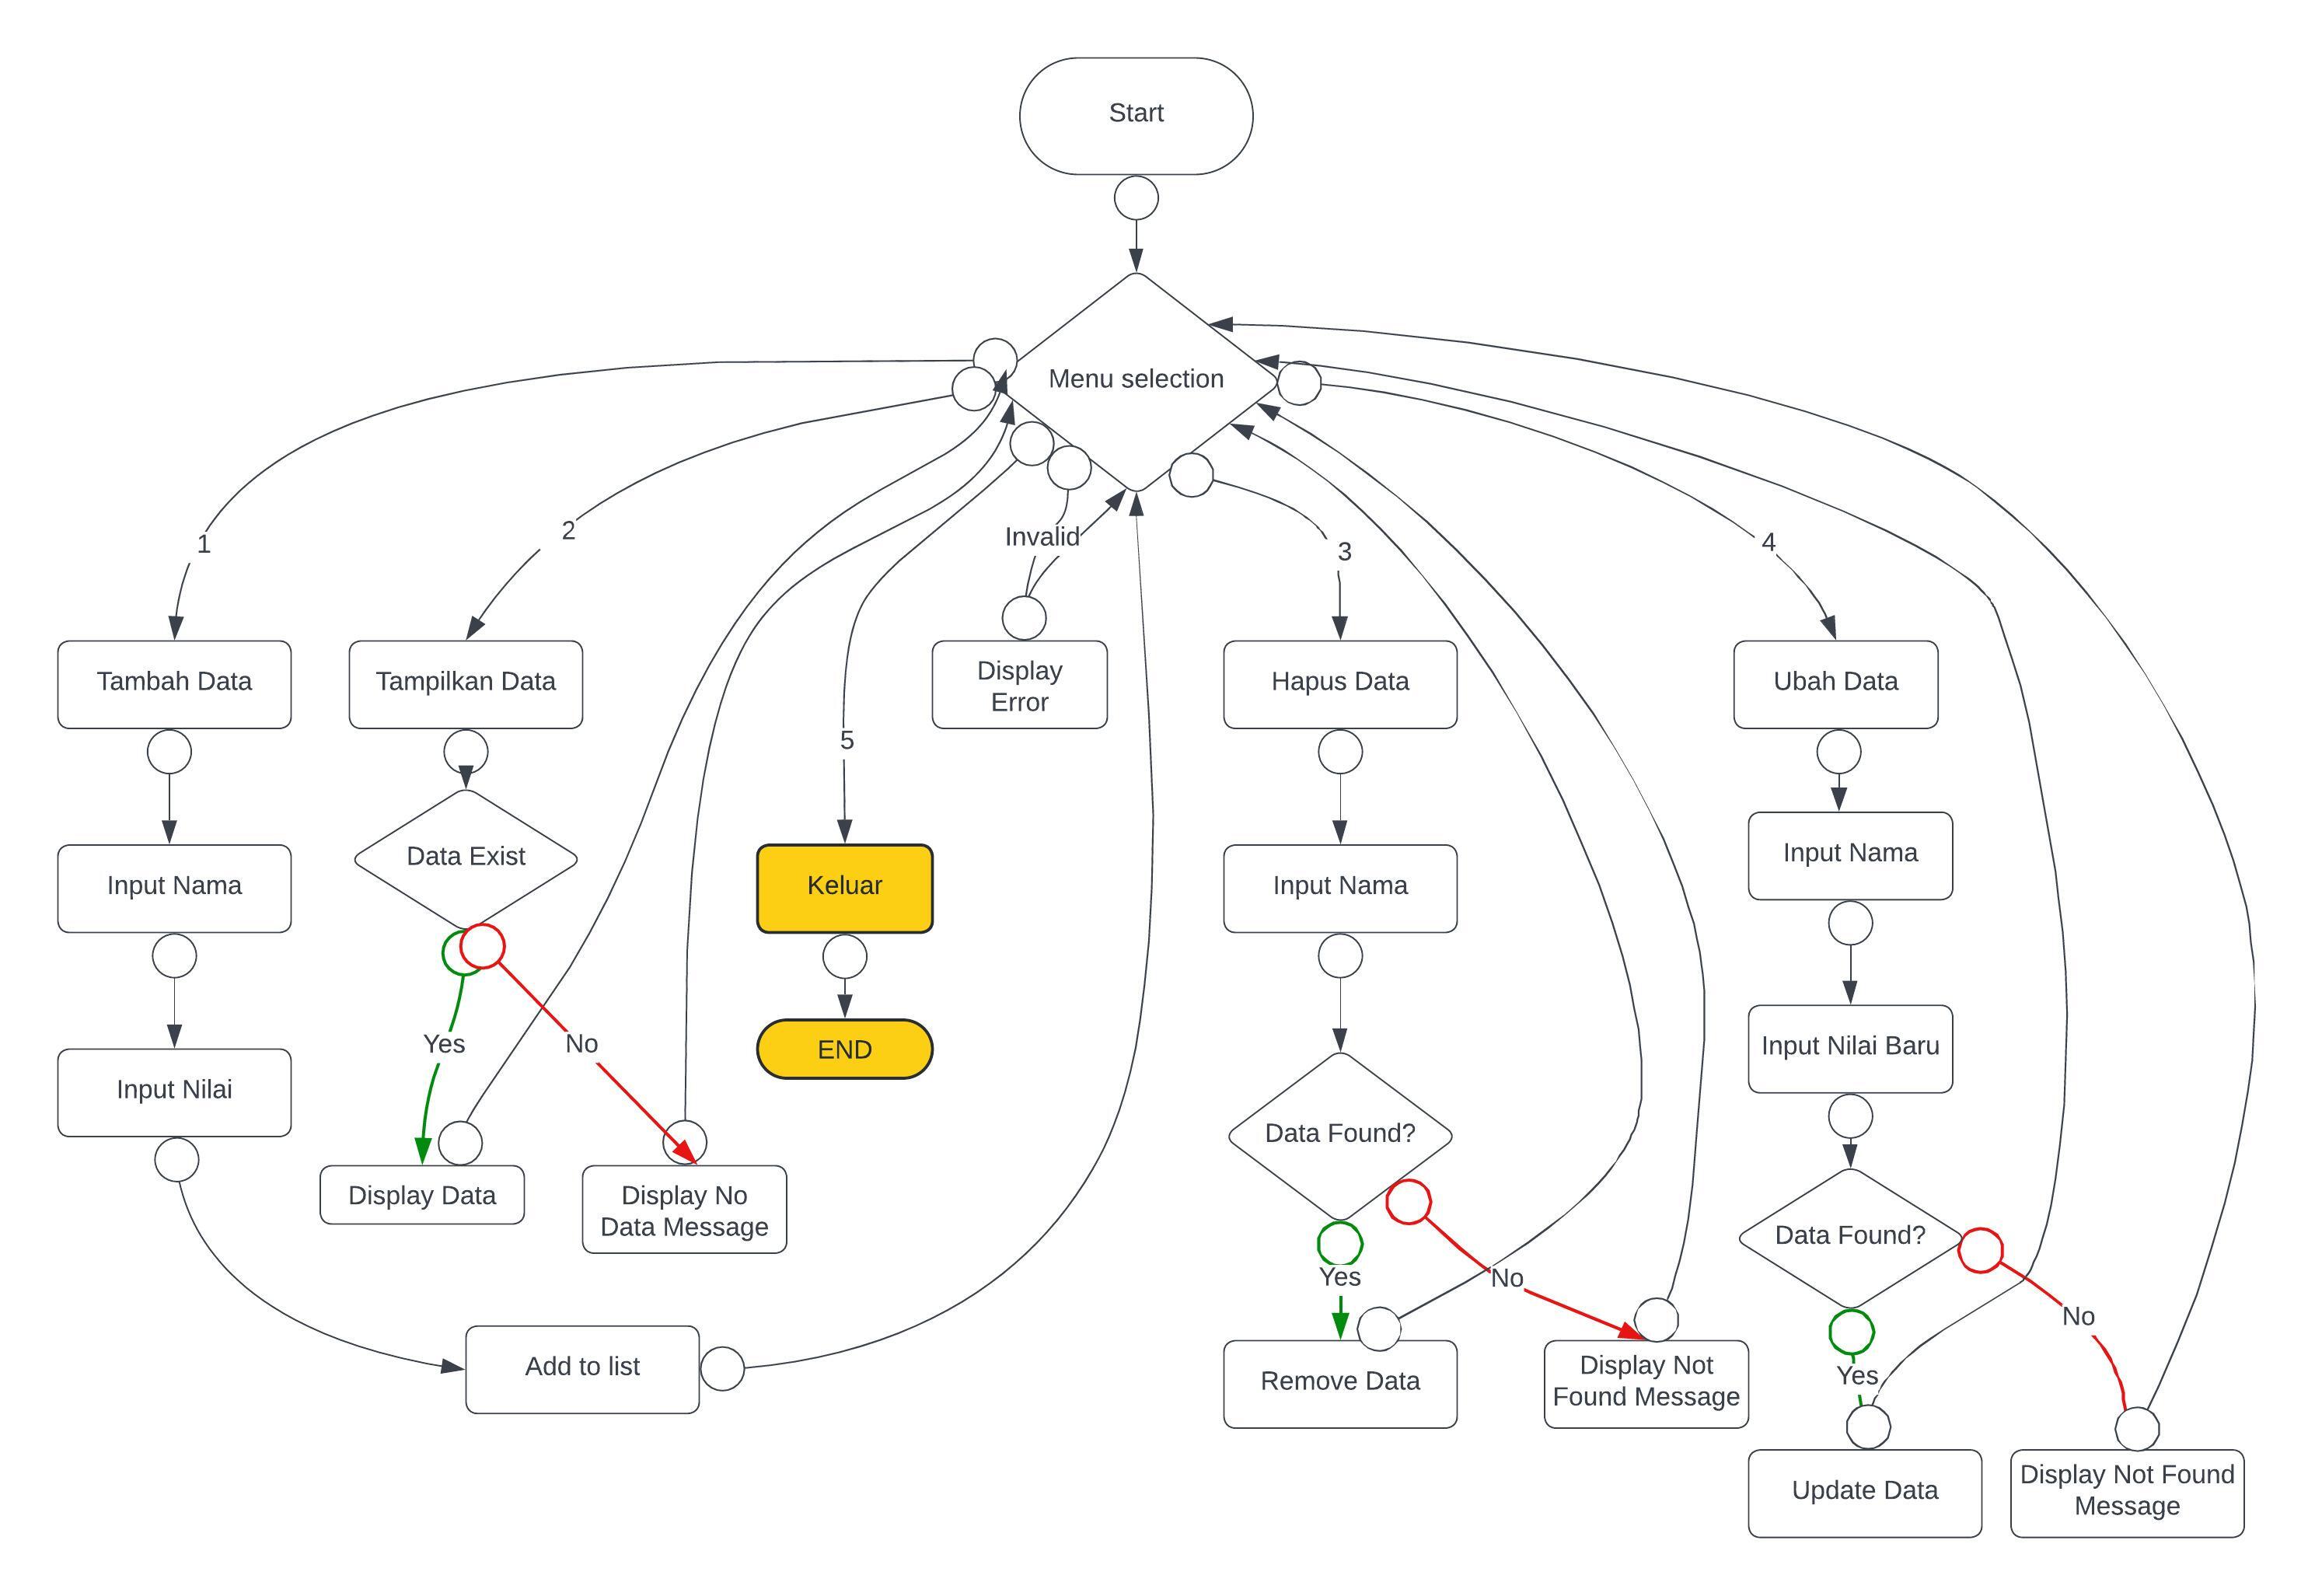 Start
Menu selection
1
2
Invalid
3
4
5
Tambah Data
Tampilkan Data
Display
Error
Hapus Data
Ubah Data
Input Nama
Data Exist
Keluar
Input Nama
Input Nama
Yes
No
END
Input Nilai
Input Nilai Baru
Data Found?
Display Data
Display No
Data Message
Data Found?
Yes
No
No
Add to list
Remove Data
Display Not
Found Message
Yes
Update Data
Display Not Found
Message